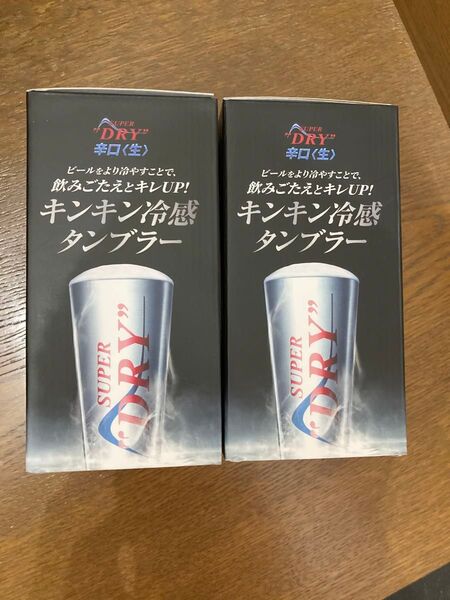 SUPER
"DRY"
辛口〈生〉
ビールをより冷やすことで、
飲みごたえとキレUP!
キンキン冷感
タンブラー
SUPER
"DRY"
SUPER
"DRY"
辛口〈生〉
ビールをより冷やすことで、
飲みごたえとキレUP!
キンキン冷感
タンブラー
SUPER
"DRY"